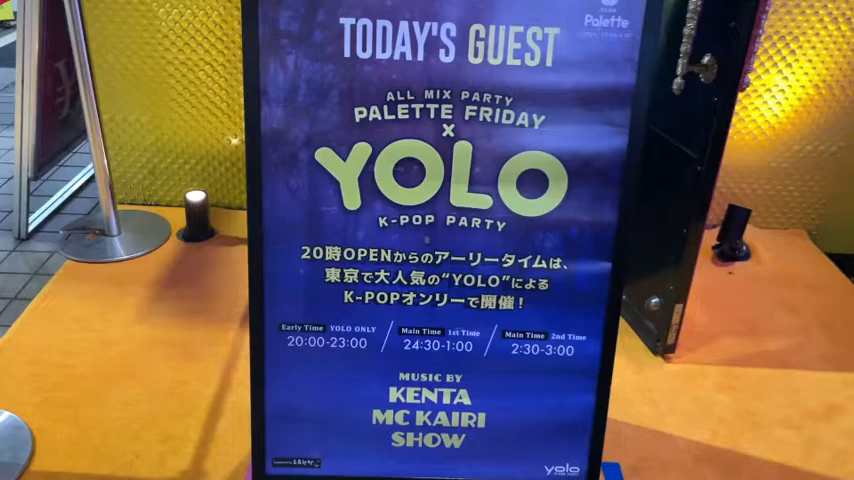 Palette
TODAY'S GUEST
ALL MIX PARTY
PALETTE FRIDAY
X
YOLO
K-POP PARTY
20時OPENからのアーリータイムは、
東京で大人気の"YOLO"による
K-POPオンリーで開催！
Early Time YOLO ONLY
20:00-23:00
Main Time 1st Time
24:30-1:00
Main Time 2nd Time
2:30-3:00
MUSIC BY
KENTA
MC KAIRI
SHOW
yolo